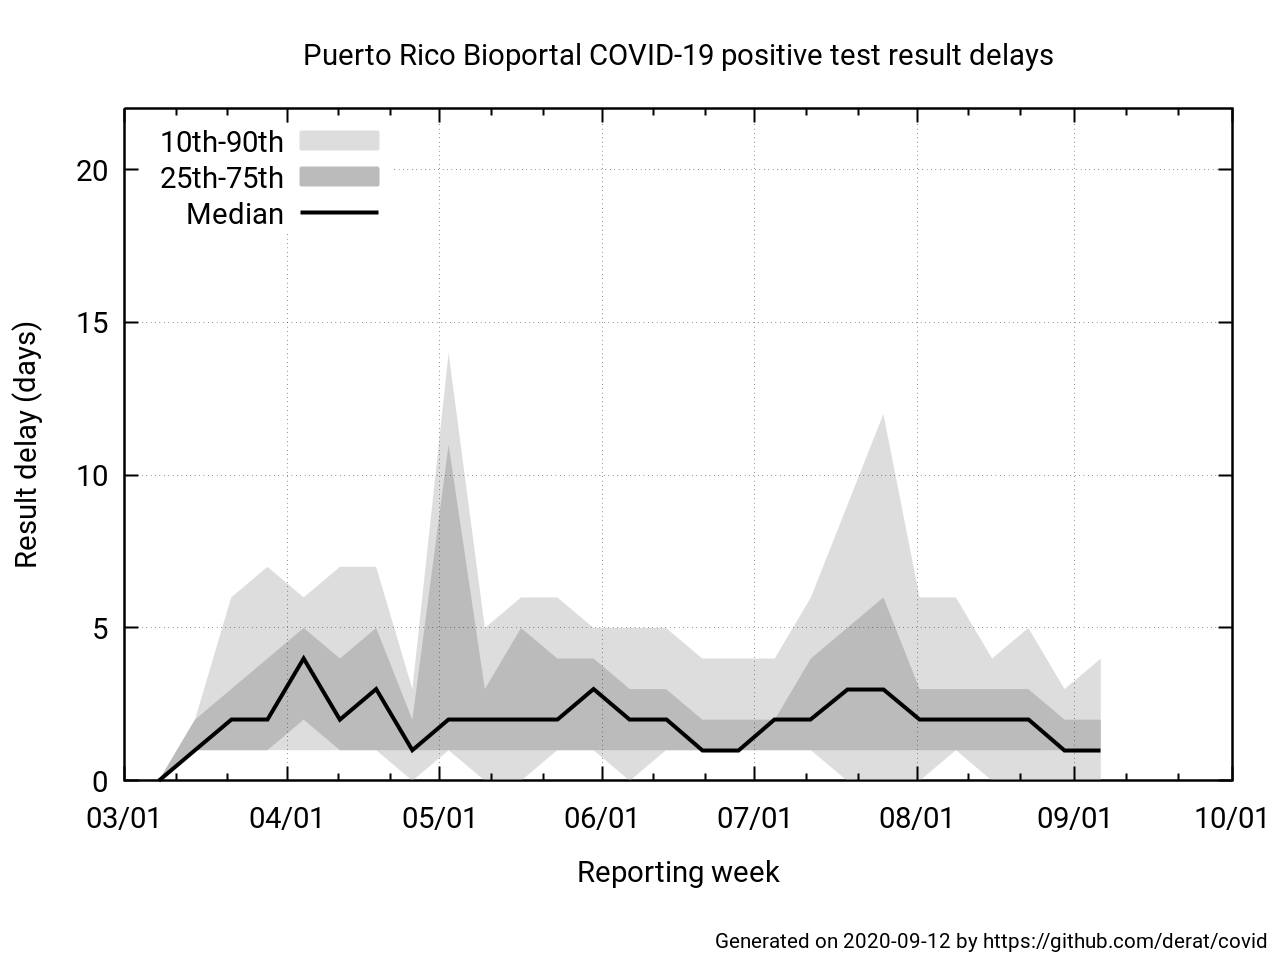 Puerto Rico Bioportal COVID-19 positive test result delays
10th-90th
25th-75th
Median
20
15
10
5
0
Result delay (days)
03/01 04/01 05/01 06/01 07/01 08/01 09/01 10/01
Reporting week
Generated on 2020-09-12 by https://github.com/derat/covid